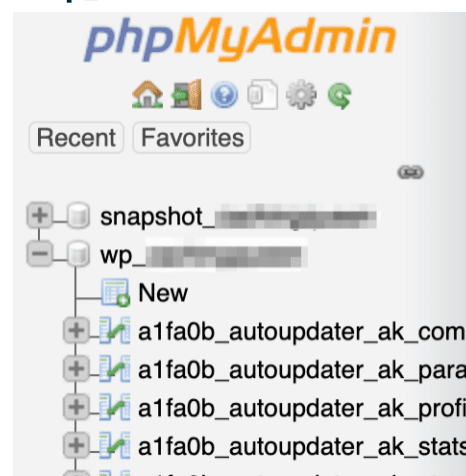 phpMyAdmin
Recent Favorites
snapshot_
wp_
New
a1fa0b_autoupdater_ak_com
a1fa0b_autoupdater_ak_para
a1fa0b_autoupdater_ak_profi
a1fa0b_autoupdater_ak_stats